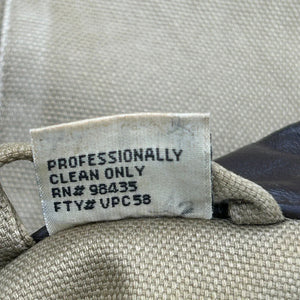 PROFESSIONALLY
CLEAN ONLY
RN# 98435
FTY# VPC58